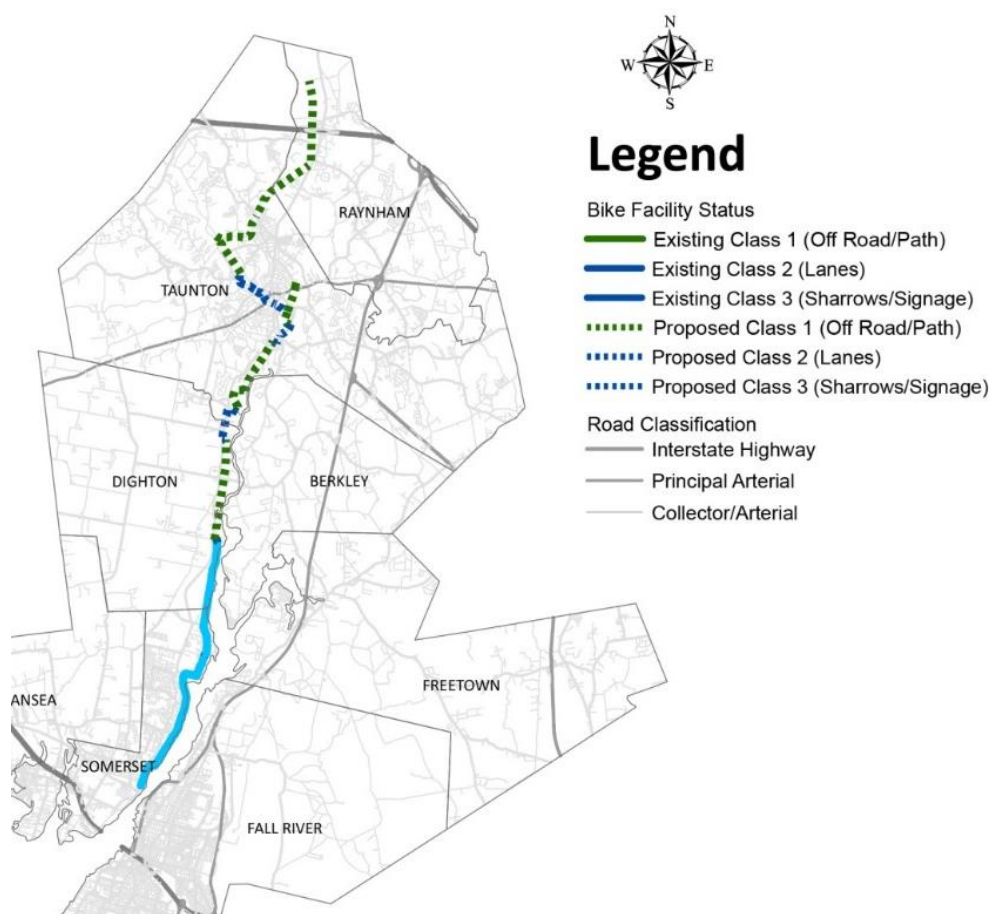 N
W E
S
Legend
Bike Facility Status
Existing Class 1 (Off Road/Path)
Existing Class 2 (Lanes)
Existing Class 3 (Sharrows/Signage)
Proposed Class 1 (Off Road/Path)
Proposed Class 2 (Lanes)
Proposed Class 3 (Sharrows/Signage)
Road Classification
Interstate Highway
Principal Arterial
Collector/Arterial
RAYNHAM
TAUNTON
DIGHTON
BERKLEY
FREETOWN
ANSEA
SOMERSET
FALL RIVER